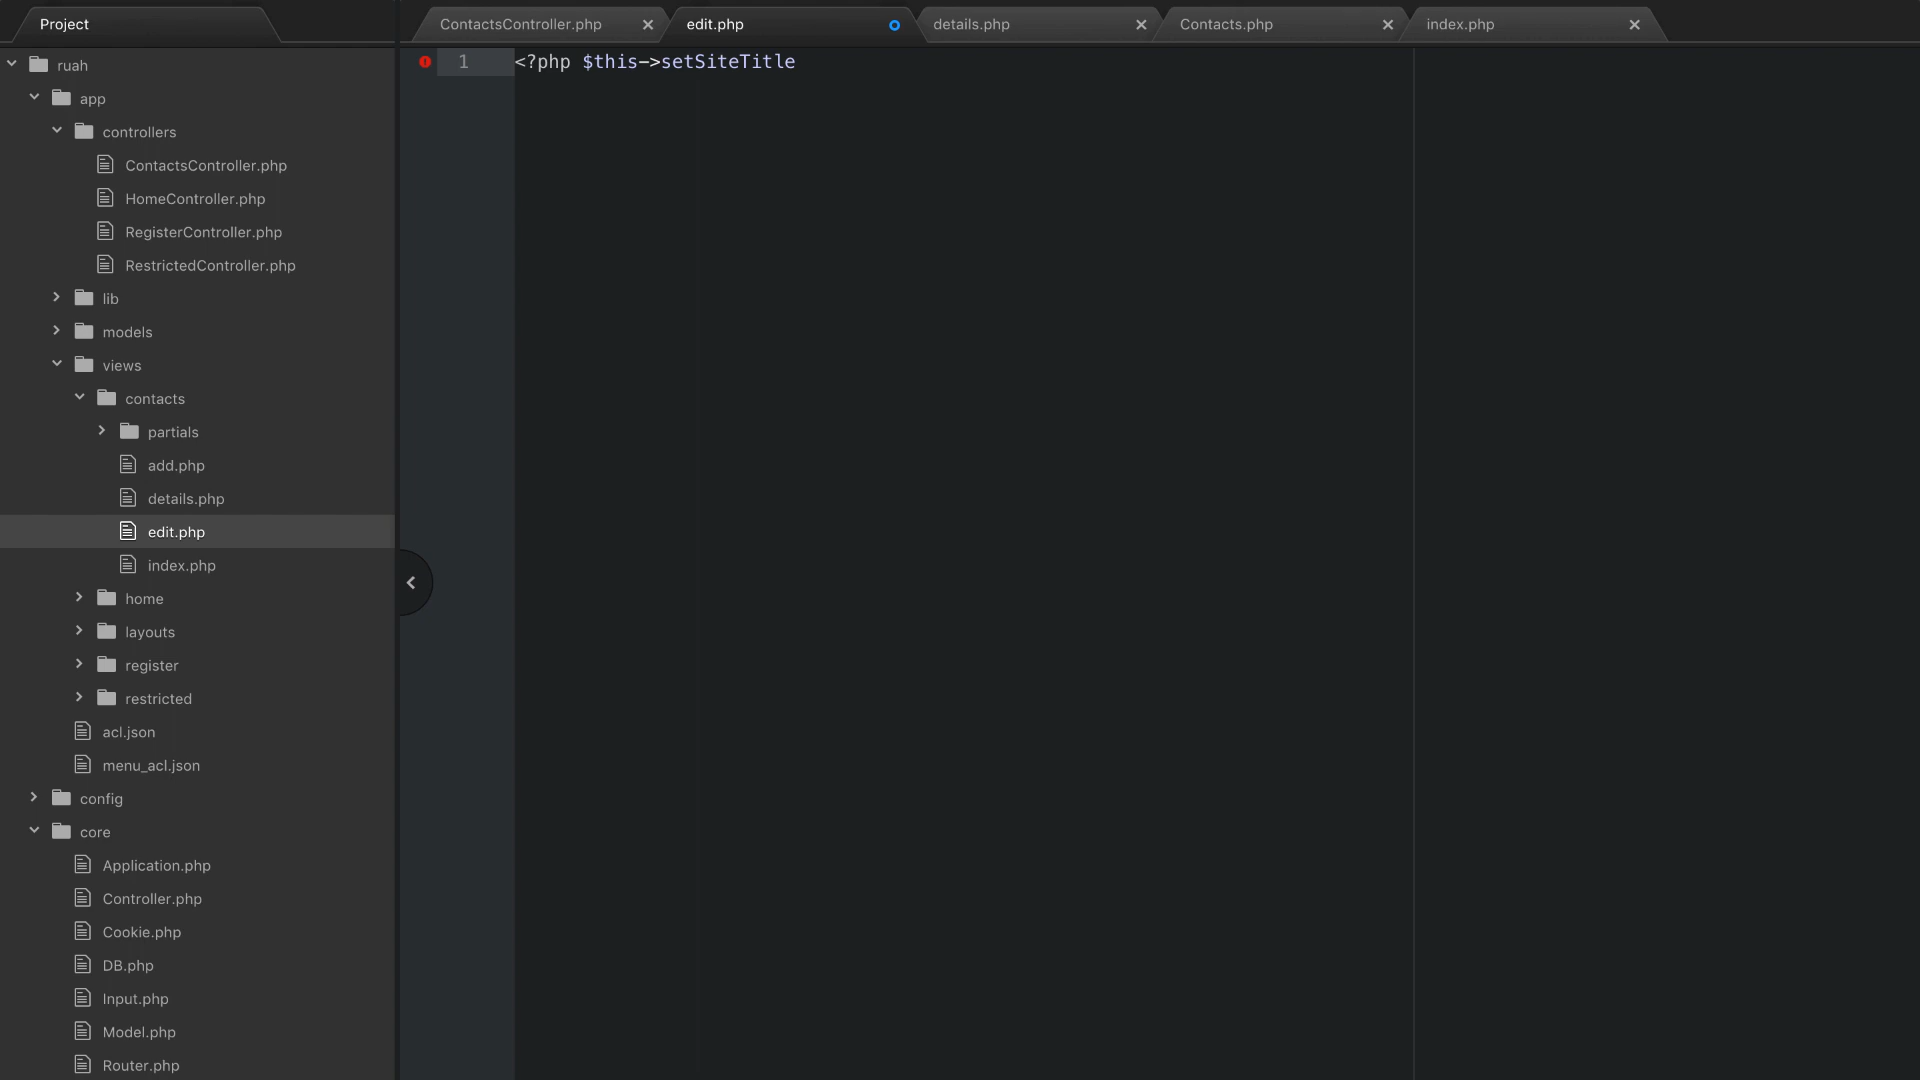 Project
ContactsController.php
edit.php
details.php
Contacts.php
index.php
ruah
app
controllers
ContactsController.php
HomeController.php
RegisterController.php
RestrictedController.php
lib
models
views
contacts
partials
add.php
details.php
edit.php
index.php
home
layouts
register
restricted
acl.json
menu_acl.json
config
core
Application.php
Controller.php
Cookie.php
DB.php
Input.php
Model.php
Router.php
1 <?php $this->setSiteTitle